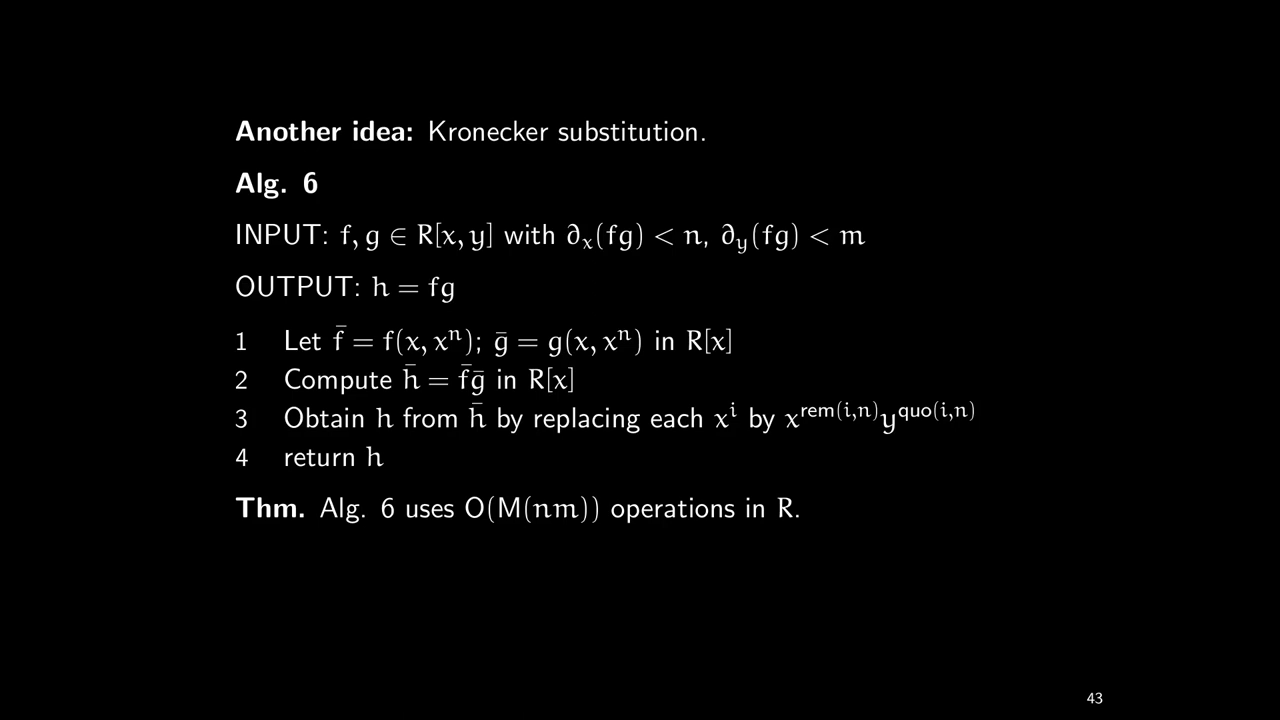 Another idea: Kronecker substitution.
Alg. 6
INPUT: f, g ∈ R[x, y] with ∂ₓ(fg) < n, ∂_y(fg) < m
OUTPUT: h = fg
1 Let f̄ = f(x, xⁿ); ḡ = g(x, xⁿ) in R[x]
2 Compute h̄ = f̄ḡ in R[x]
3 Obtain h from h̄ by replacing each xⁱ by x^rem(i,n) y^quo(i,n)
4 return h
Thm. Alg. 6 uses O(M(nm)) operations in R.
43